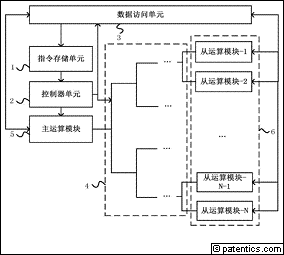 数据访问单元
3
指令存储单元
1
控制器单元
2
主运算模块
5
4
...
...
...
...
从运算模块-1
从运算模块-2
...
6
从运算模块-
N-1
从运算模块-N
© patentics.com